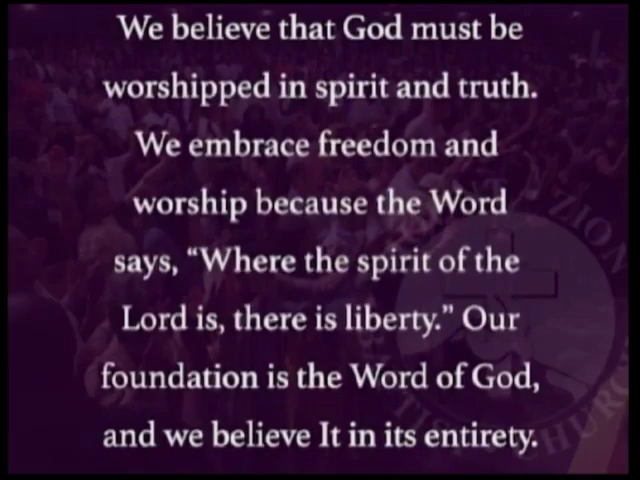 We believe that God must be
worshipped in spirit and truth.
We embrace freedom and
worship because the Word
says, “Where the spirit of the
Lord is, there is liberty.” Our
foundation is the Word of God,
and we believe It in its entirety.
ZION
CHURCH